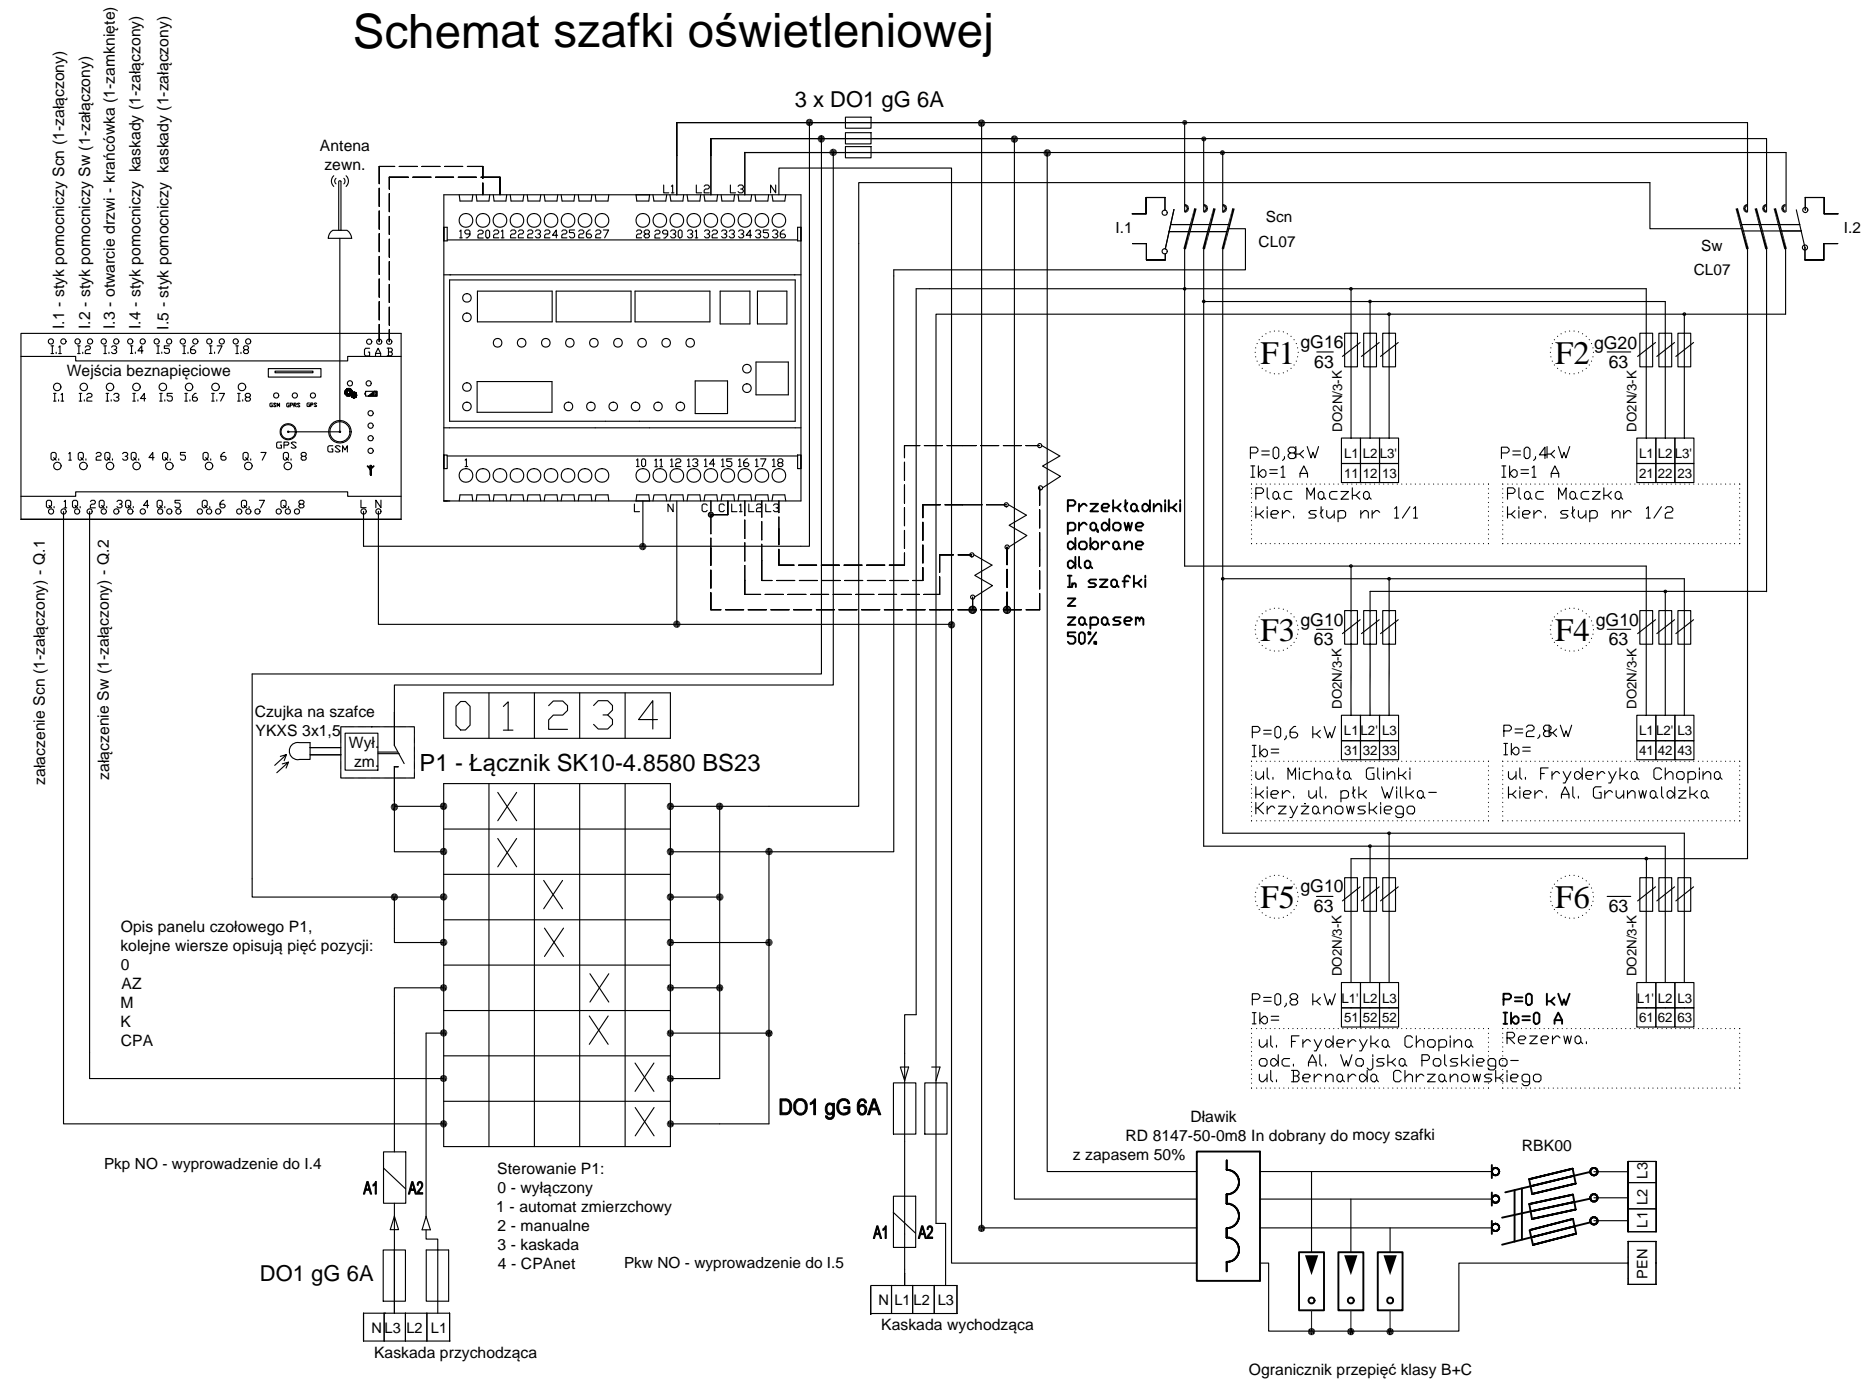 Schemat szafki oświetleniowej
I.1 - styk pomocniczy Scn (1-załączony)
I.2 - styk pomocniczy Sw (1-załączony)
I.3 - otwarcie drzwi - krańcówka (1-zamknięte)
I.4 - styk pomocniczy  kaskady (1-załączony)
I.5 - styk pomocniczy  kaskady (1-załączony)
3 x DO1 gG 6A
Antena
zewn.
L1 L2 L3 N
19 20 21 22 23 24 25 26 27 28 29 30 31 32 33 34 35 36
I.1
Scn
CL07
Sw
CL07
I.2
I.1 I.2 I.3 I.4 I.5 I.6 I.7 I.8
G A B
Wejścia beznapięciowe
I.1 I.2 I.3 I.4 I.5 I.6 I.7 I.8
GSM GPRS GPS
GPS
GSM
Q. 1 Q. 2 Q. 3 Q. 4 Q. 5 Q. 6 Q. 7 Q. 8
Q. 1 Q. 2 Q. 3 Q. 4 Q. 5 Q. 6 Q. 7 Q. 8
L N
1 10 11 12 13 14 15 16 17 18
L N C C L1 L2 L3
Przekładniki
prądowe
dobrane
dla
In szafki
z
zapasem
50%
F1
gG16
63
DO2N/3-K
P=0,8kW
Ib=1 A
L1 L2 L3'
11 12 13
Plac Maczka
kier. słup nr 1/1
F2
gG20
63
DO2N/3-K
P=0,4kW
Ib=1 A
L1 L2 L3'
21 22 23
Plac Maczka
kier. słup nr 1/2
F3
gG10
63
DO2N/3-K
P=0,6 kW
Ib=
L1 L2' L3
31 32 33
ul. Michała Glinki
kier. ul. płk Wilka-
Krzyżanowskiego
F4
gG10
63
DO2N/3-K
P=2,8kW
Ib=
L1 L2' L3
41 42 43
ul. Fryderyka Chopina
kier. Al. Grunwaldzka
F5
gG10
63
DO2N/3-K
P=0,8 kW
Ib=
L1' L2 L3
51 52 52
ul. Fryderyka Chopina
odc. Al. Wojska Polskiego-
ul. Bernarda Chrzanowskiego
F6
63
DO2N/3-K
P=0 kW
Ib=0 A
L1' L2 L3
61 62 63
Rezerwa.
załaczenie Scn (1-załączony) - Q.1
załączenie Sw (1-załączony) - Q.2
Czujka na szafce
YKXS 3x1,5
Wył.
zm.
0 1 2 3 4
P1 - Łącznik SK10-4.8580 BS23
X
X
X
X
X
X
X
X
Opis panelu czołowego P1,
kolejne wiersze opisują pięć pozycji:
0
AZ
M
K
CPA
Pkp NO - wyprowadzenie do I.4
A1 A2
DO1 gG 6A
N L3 L2 L1
Kaskada przychodząca
Sterowanie P1:
0 - wyłączony
1 - automat zmierzchowy
2 - manualne
3 - kaskada
4 - CPAnet
Pkw NO - wyprowadzenie do I.5
DO1 gG 6A
A1 A2
N L1 L2 L3
Kaskada wychodząca
Dławik
RD 8147-50-0m8 In dobrany do mocy szafki
z zapasem 50%
RBK00
L3
L2
L1
PEN
Ogranicznik przepięć klasy B+C